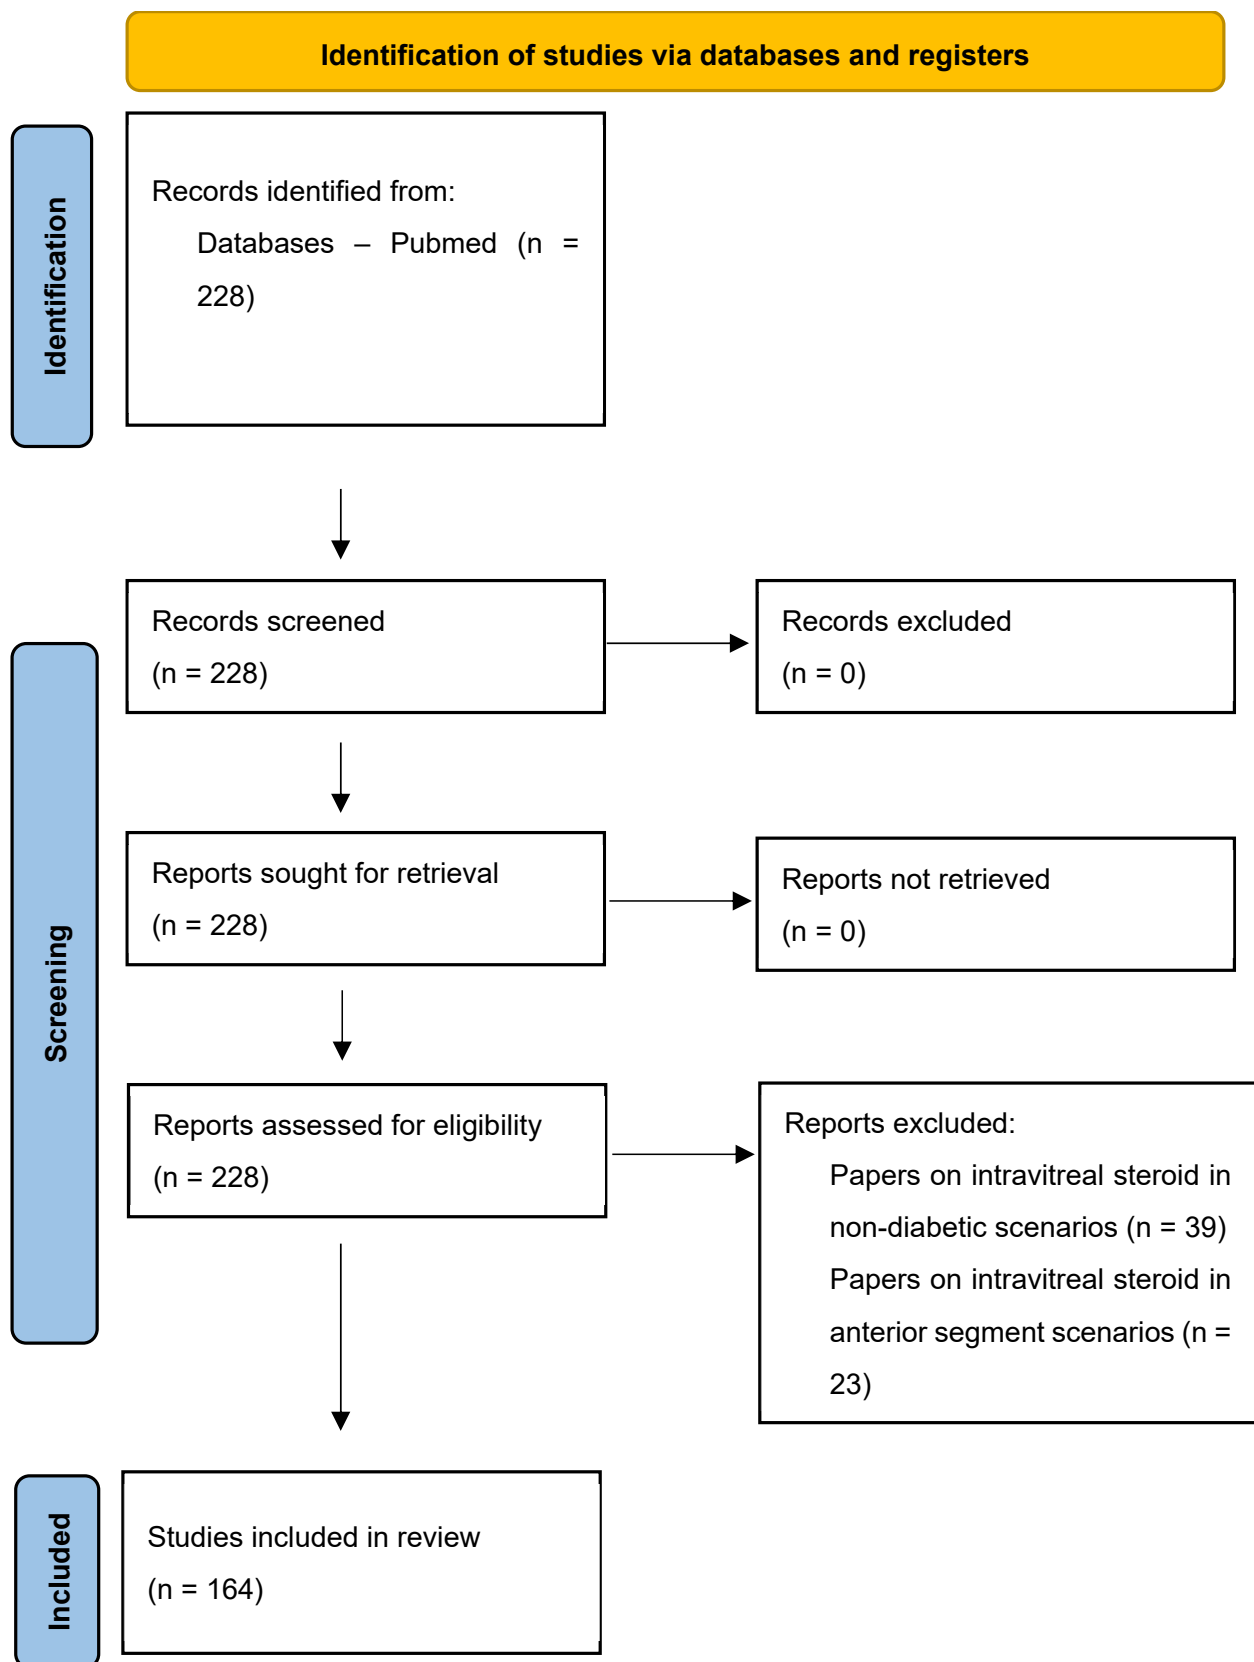 Identification of studies via databases and registers
Identification
Records identified from:
Databases – Pubmed (n =
228)
Screening
Records screened
(n = 228)
Records excluded
(n = 0)
Reports sought for retrieval
(n = 228)
Reports not retrieved
(n = 0)
Reports assessed for eligibility
(n = 228)
Reports excluded:
Papers on intravitreal steroid in
non-diabetic scenarios (n = 39)
Papers on intravitreal steroid in
anterior segment scenarios (n =
23)
Included
Studies included in review
(n = 164)